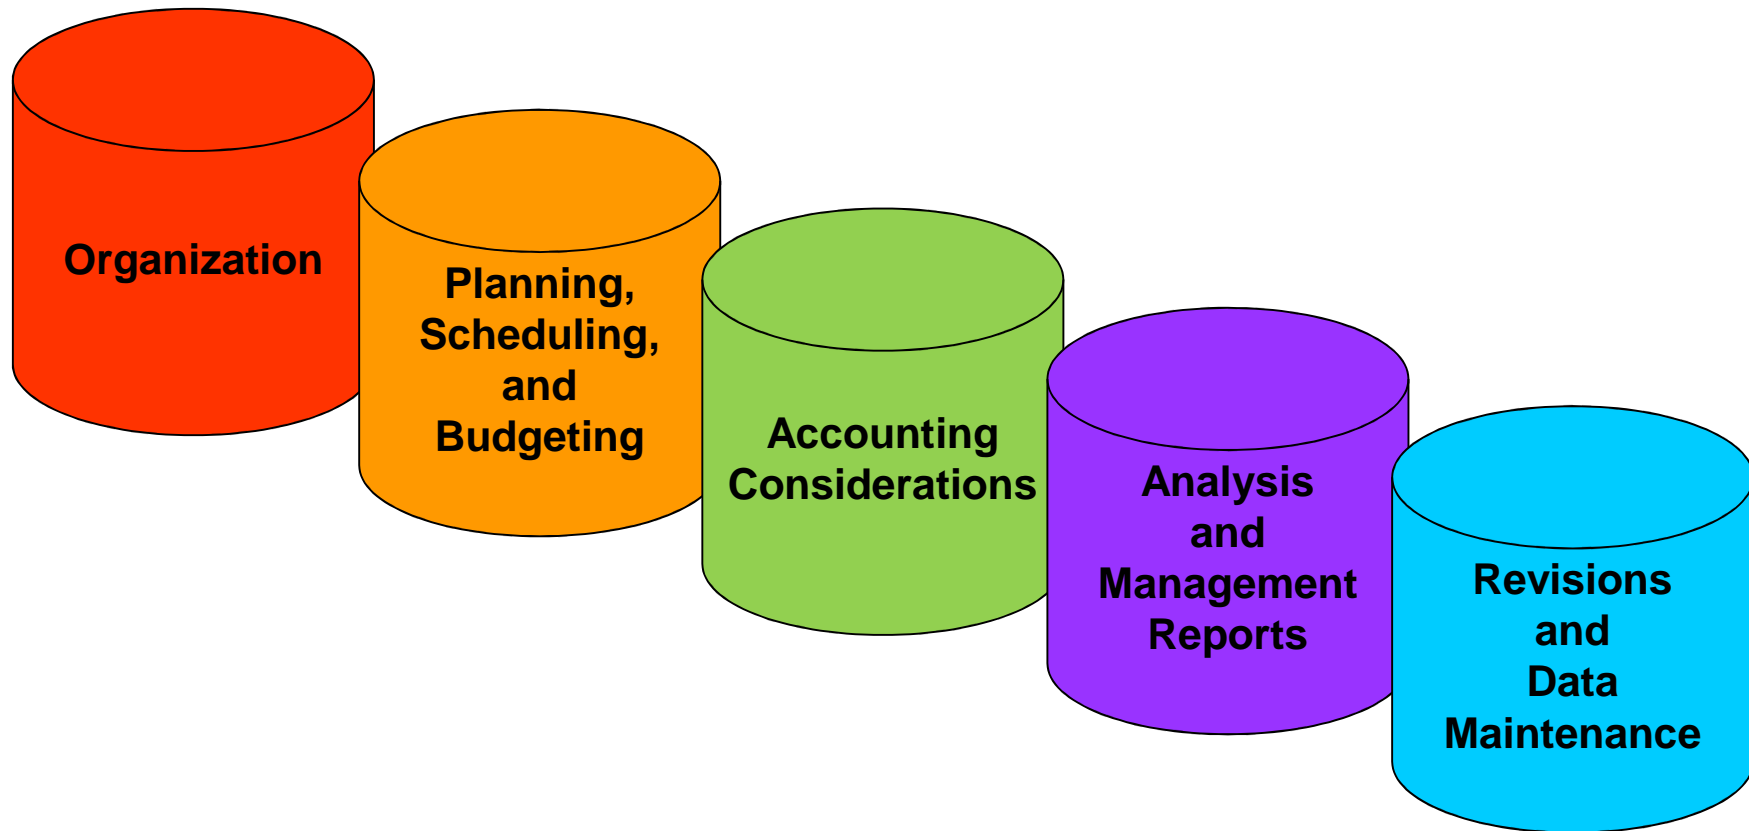 Organization
Planning,
Scheduling,
and
Budgeting
Accounting
Considerations
Analysis
and
Management
Reports
Revisions
and
Data
Maintenance